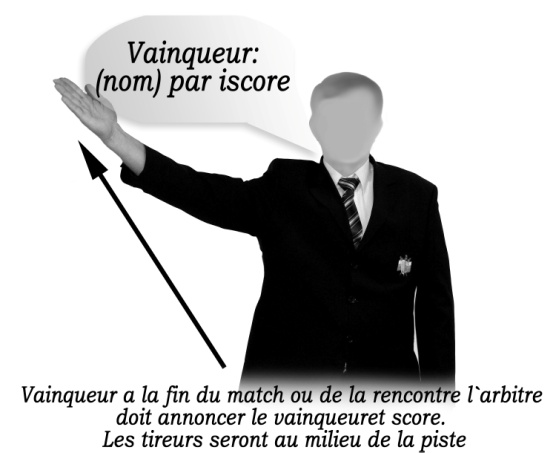 Vainqueur:
(nom) par iscore
Vainqueur a la fin du match ou de la rencontre l`arbitre
doit annoncer le vainqueuret score.
Les tireurs seront au milieu de la piste